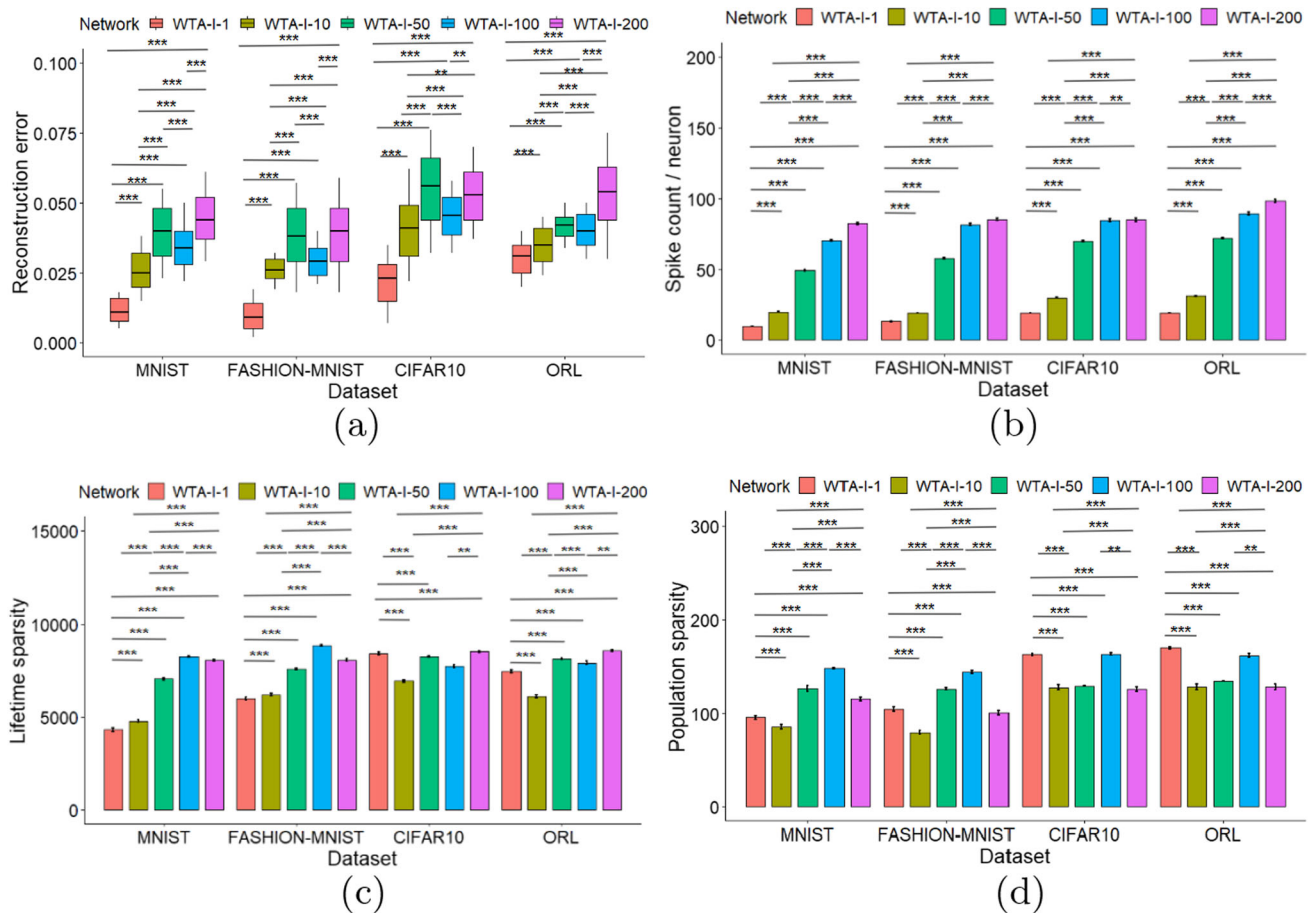 Network WTA-I-1 WTA-I-10 WTA-I-50 WTA-I-100 WTA-I-200
0.100
0.075
0.050
0.025
0.000
Reconstruction error
MNIST FASHION-MNIST CIFAR10 ORL
Dataset
(a)
Network WTA-I-1 WTA-I-10 WTA-I-50 WTA-I-100 WTA-I-200
200
150
100
50
0
Spike count / neuron
MNIST FASHION-MNIST CIFAR10 ORL
Dataset
(b)
Network WTA-I-1 WTA-I-10 WTA-I-50 WTA-I-100 WTA-I-200
15000
10000
5000
0
Lifetime sparsity
MNIST FASHION-MNIST CIFAR10 ORL
Dataset
(c)
Network WTA-I-1 WTA-I-10 WTA-I-50 WTA-I-100 WTA-I-200
300
200
100
0
Population sparsity
MNIST FASHION-MNIST CIFAR10 ORL
Dataset
(d)